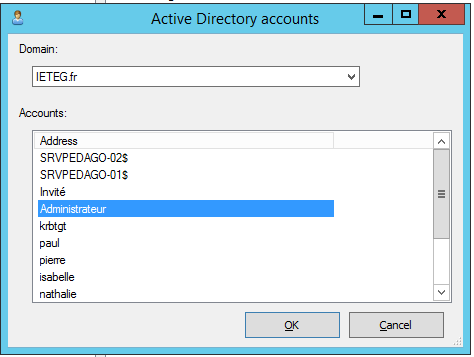 Active Directory accounts
Domain:
IETEG.fr
Accounts:
Address
SRVPEDAGO-02$
SRVPEDAGO-01$
Invité
Administrateur
krbtgt
paul
pierre
isabelle
nathalie
OK
Cancel